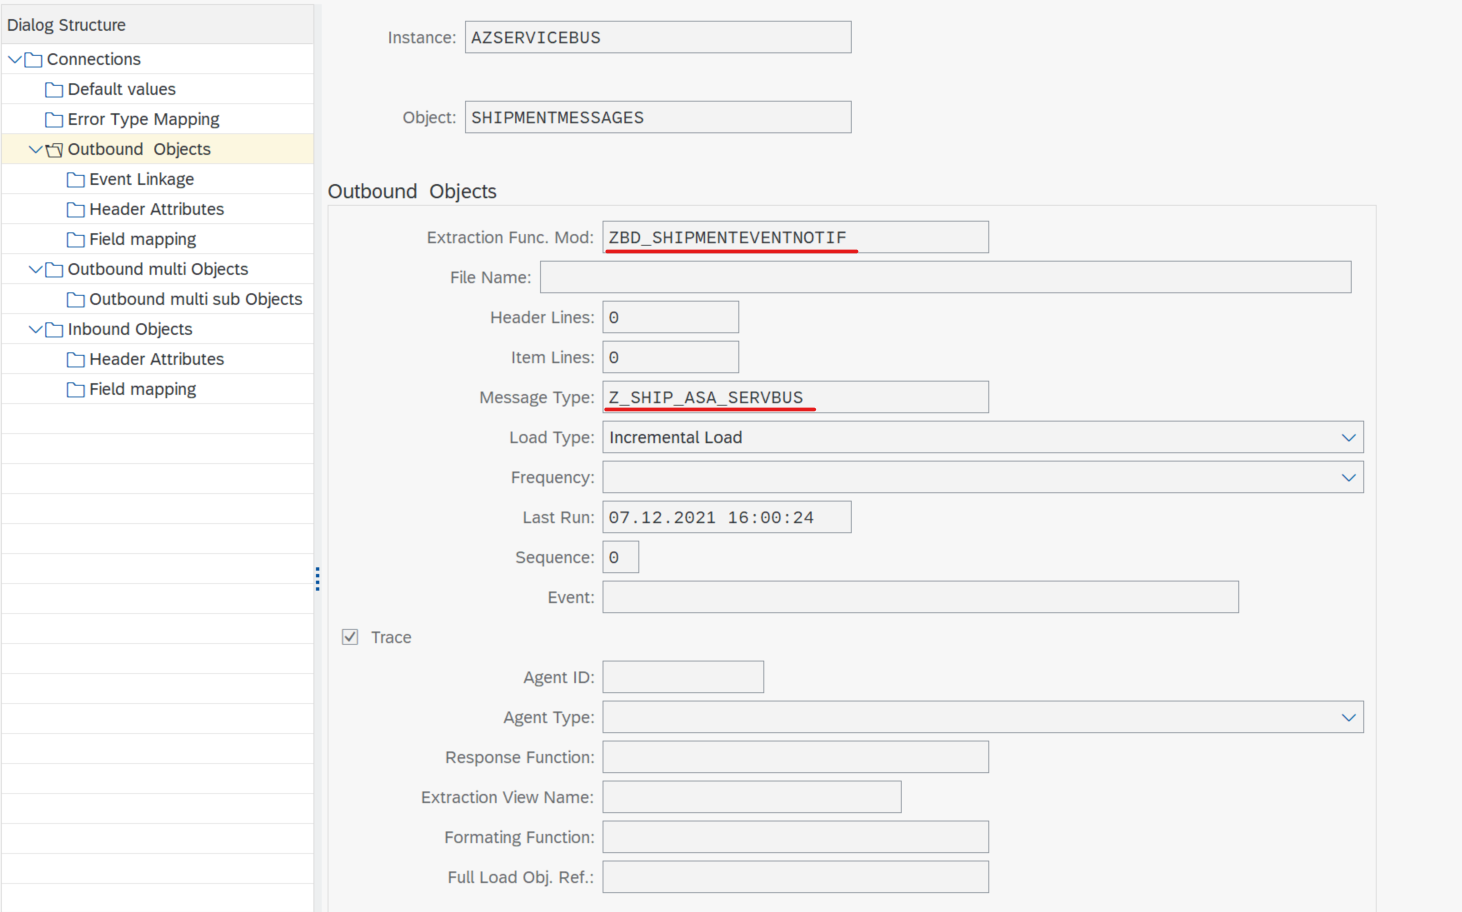 Dialog Structure
Connections
Default values
Error Type Mapping
Outbound  Objects
Event Linkage
Header Attributes
Field mapping
Outbound multi Objects
Outbound multi sub Objects
Inbound Objects
Header Attributes
Field mapping
Instance: AZSERVICEBUS
Object: SHIPMENTMESSAGES
Outbound  Objects
Extraction Func. Mod: ZBD_SHIPMENTEVENTNOTIF
File Name:
Header Lines: 0
Item Lines: 0
Message Type: Z_SHIP_ASA_SERVBUS
Load Type: Incremental Load
Frequency:
Last Run: 07.12.2021 16:00:24
Sequence: 0
Event:
Trace
Agent ID:
Agent Type:
Response Function:
Extraction View Name:
Formating Function:
Full Load Obj. Ref.: